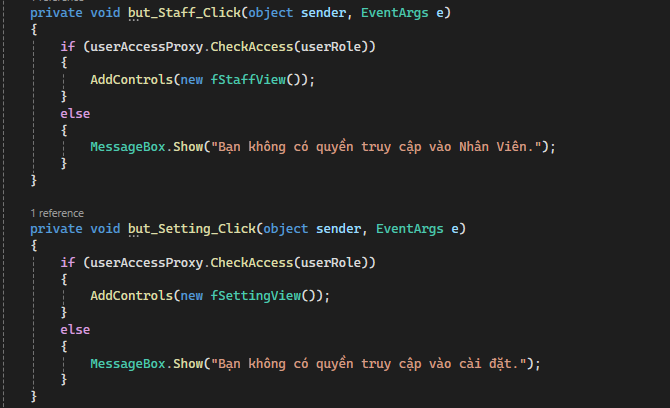 private void but_Staff_Click(object sender, EventArgs e)
{
if (userAccessProxy.CheckAccess(userRole))
{
AddControls(new fStaffView());
}
else
{
MessageBox.Show("Bạn không có quyền truy cập vào Nhân Viên.");
}
}
1 reference
private void but_Setting_Click(object sender, EventArgs e)
{
if (userAccessProxy.CheckAccess(userRole))
{
AddControls(new fSettingView());
}
else
{
MessageBox.Show("Bạn không có quyền truy cập vào cài đặt.");
}
}